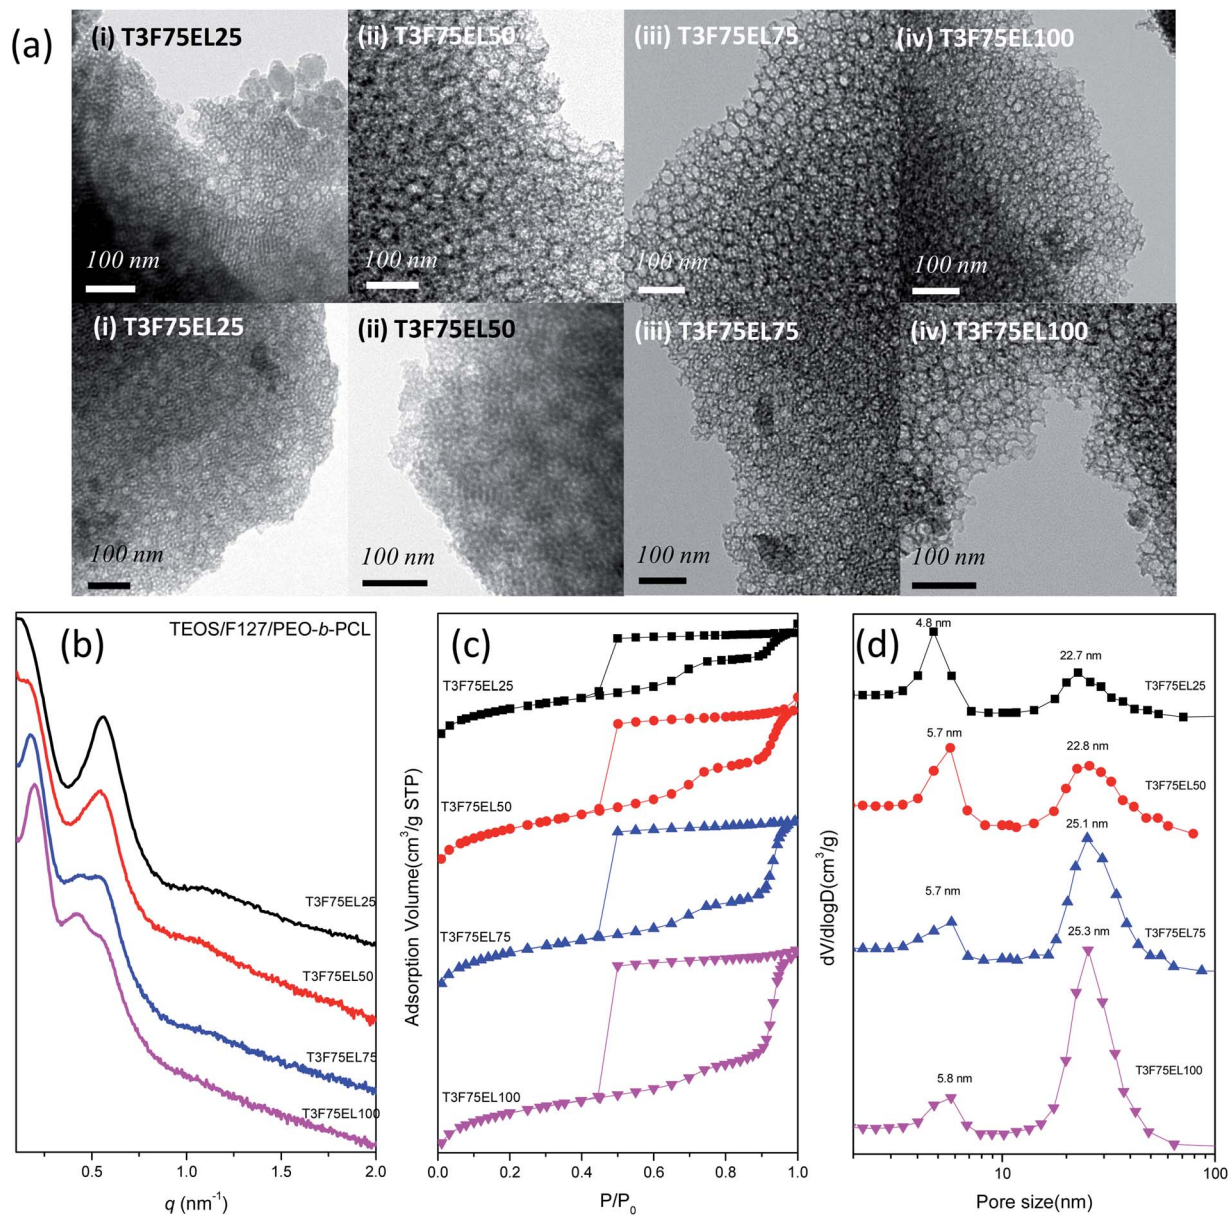 (a)
(i) T3F75EL25
(ii) T3F75EL50
(iii) T3F75EL75
(iv) T3F75EL100
100 nm
100 nm
100 nm
100 nm
(i) T3F75EL25
(ii) T3F75EL50
(iii) T3F75EL75
(iv) T3F75EL100
100 nm
100 nm
100 nm
100 nm
(b)
TEOS/F127/PEO-b-PCL
T3F75EL25
T3F75EL50
T3F75EL75
T3F75EL100
0.5 1.0 1.5 2.0
q (nm⁻¹)
(c)
Adsorption Volume(cm³/g STP)
T3F75EL25
T3F75EL50
T3F75EL75
T3F75EL100
0.0 0.2 0.4 0.6 0.8 1.0
P/P₀
(d)
dV/dlogD(cm³/g)
4.8 nm
22.7 nm
T3F75EL25
5.7 nm
22.8 nm
T3F75EL50
25.1 nm
5.7 nm
T3F75EL75
25.3 nm
T3F75EL100
5.8 nm
10 100
Pore size(nm)